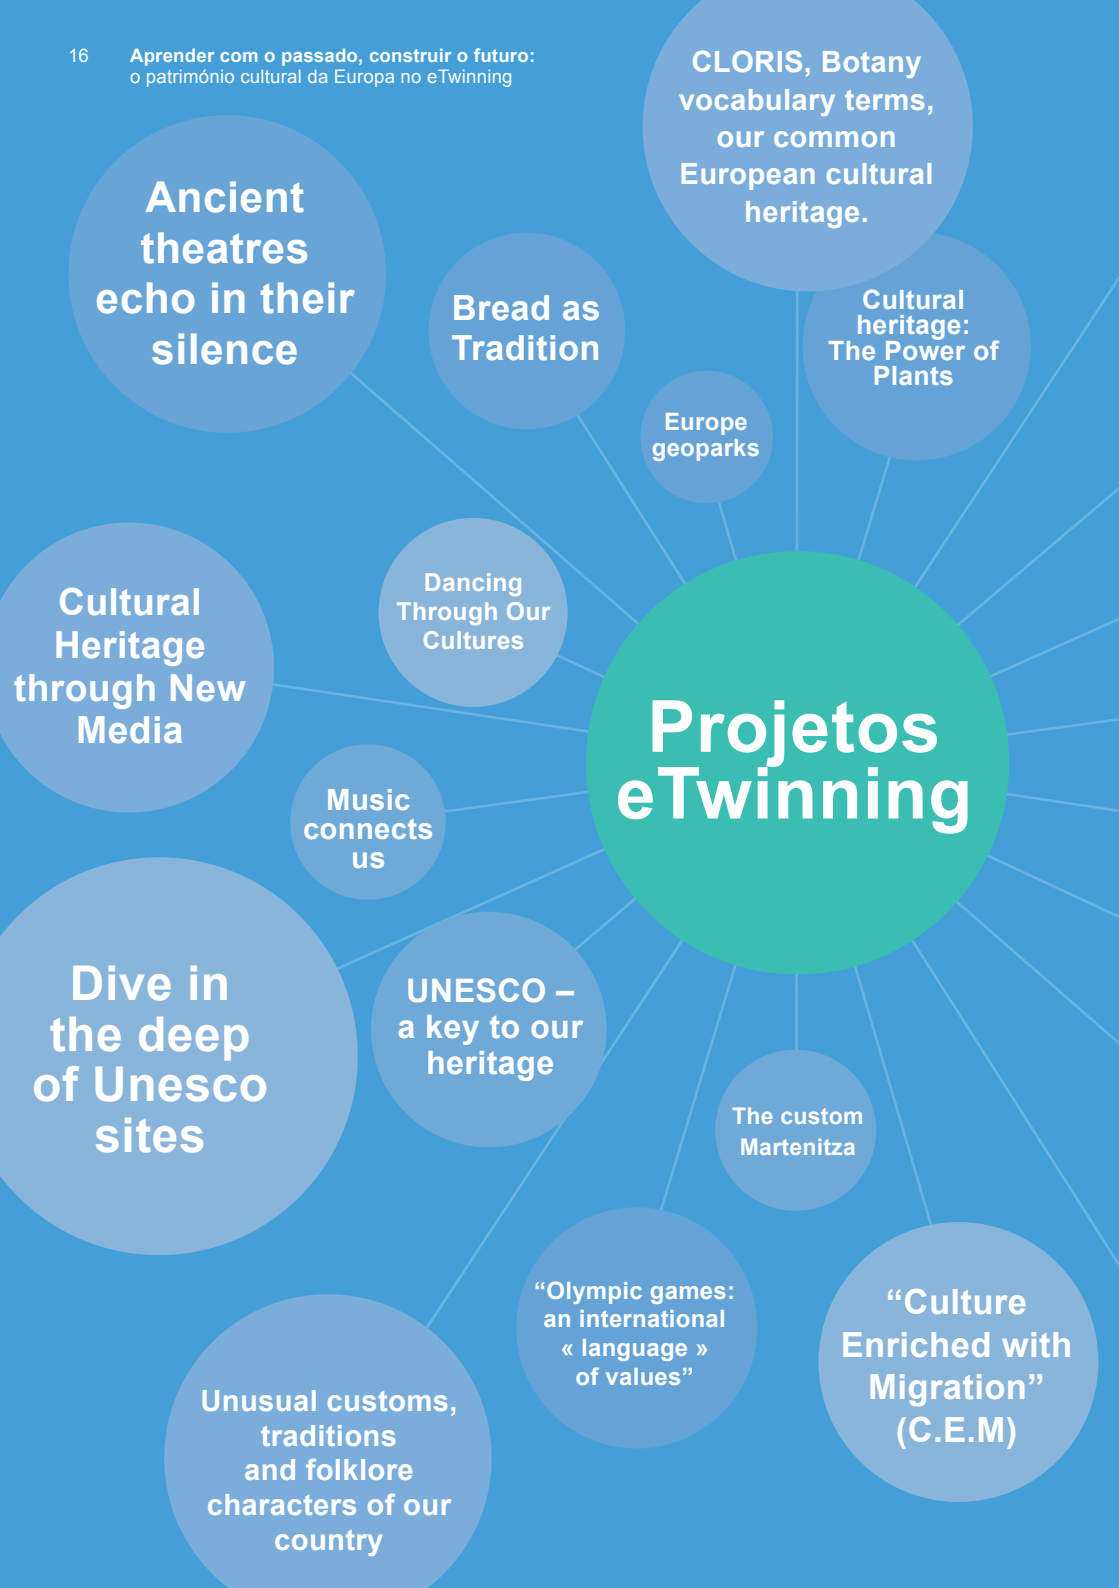 16
Aprender com o passado, construir o futuro:
o património cultural da Europa no eTwinning
CLORIS, Botany
vocabulary terms,
our common
European cultural
heritage.
Ancient
theatres
echo in their
silence
Bread as
Tradition
Cultural
heritage:
The Power of
Plants
Europe
geoparks
Dancing
Through Our
Cultures
Cultural
Heritage
through New
Media
Projetos
eTwinning
Music
connects
us
Dive in
the deep
of Unesco
sites
UNESCO –
a key to our
heritage
The custom
Martenitza
“Olympic games:
an international
« language »
of values”
“Culture
Enriched with
Migration”
(C.E.M)
Unusual customs,
traditions
and folklore
characters of our
country